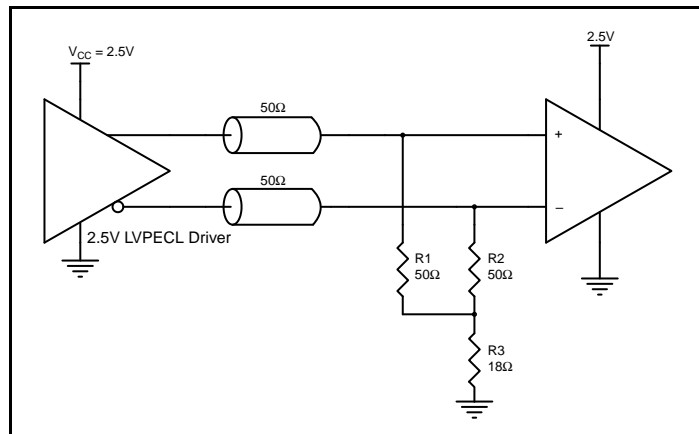 V_CC = 2.5V
2.5V
50Ω
+
50Ω
–
2.5V LVPECL Driver
R1
50Ω
R2
50Ω
R3
18Ω